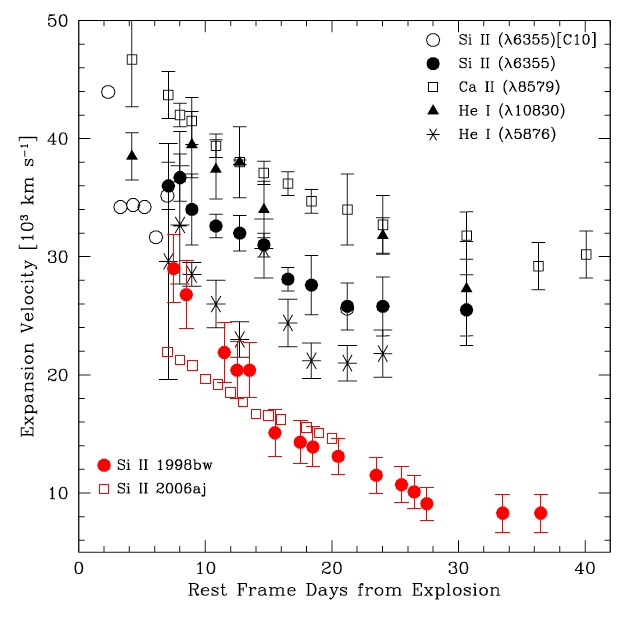 50
40
30
20
10
0
10
20
30
40
Expansion Velocity [10³ km s⁻¹]
Rest Frame Days from Explosion
Si II (λ6355)[C10]
Si II (λ6355)
Ca II (λ8579)
He I (λ10830)
He I (λ5876)
Si II 1998bw
Si II 2006aj